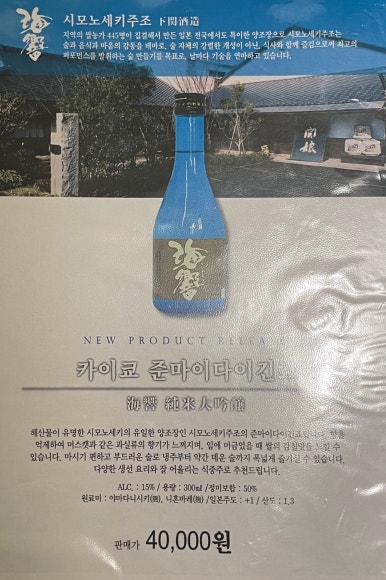 海響
시모노세키주조 下関酒造
지역의 쌀농가 445명이 집결해서 만든 일본 전국에서도 특이한 양조장으로 시모노세키주조는
술과 음식과 마음의 감동을 테마로, 술 자체의 강렬한 개성이 아닌, 식사와 함께 즐김으로써 최고의
퍼포먼스를 발휘하는 술 만들기를 목표로, 날마다 기술을 연마하고 있습니다.
関娘
海響
NEW PRODUCT
카이쿄 준마이다이긴
海響 純米大吟醸
해산물이 유명한 시모노세키의 유일한 양조장인 시모노세키주조의 준마이다이긴죠입니다.
억제하여 머스캣과 같은 과실류의 향기가 느껴지며, 입에 머금었을 때 쌀의 감칠맛을 느낄 수
있습니다. 마시기 편하고 부드러운 술로 냉주부터 약간 데운 술까지 폭넓게 즐기실 수 있습니다.
다양한 생선 요리와 잘 어울리는 식중주로 추천드립니다.
ALC. : 15% / 용량 : 300㎖ /정미보합 : 50%
원료미 : 야마다니시키(麹), 니혼바레(掛) /일본주도 : +1 / 산도 : 1.3
판매가 40,000원